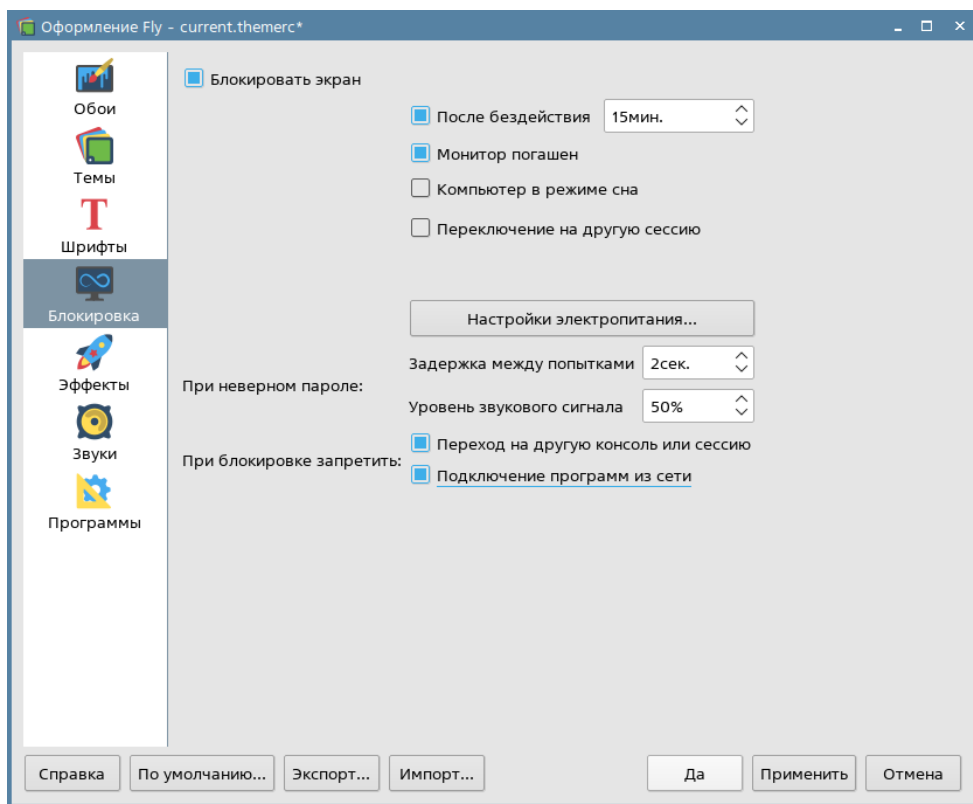 Оформление Fly - current.themerc*
Обои
Темы
Шрифты
Блокировка
Эффекты
Звуки
Программы
Блокировать экран
После бездействия 15мин.
Монитор погашен
Компьютер в режиме сна
Переключение на другую сессию
Настройки электропитания...
При неверном пароле:
Задержка между попытками 2сек.
Уровень звукового сигнала 50%
При блокировке запретить:
Переход на другую консоль или сессию
Подключение программ из сети
Справка По умолчанию... Экспорт... Импорт... Да Применить Отмена